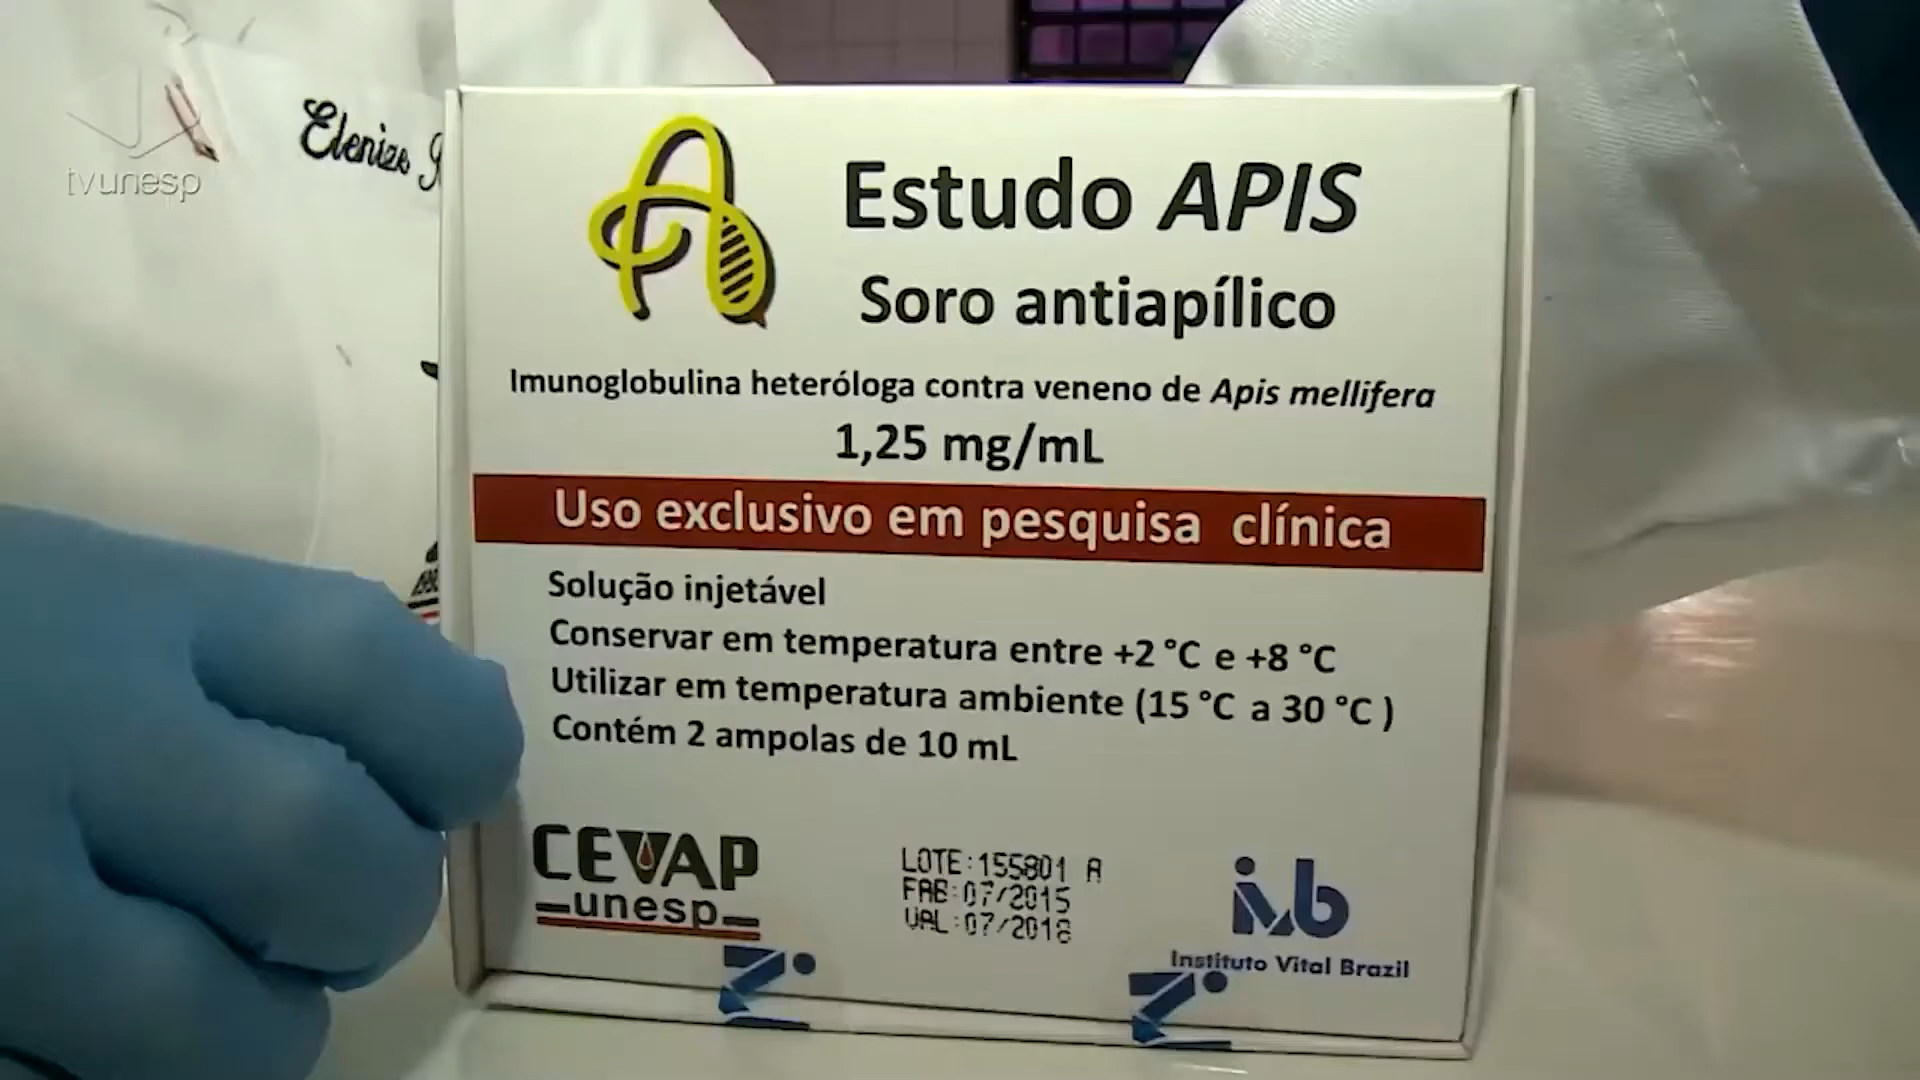 tvunesp
Elenize
Estudo APIS
Soro antiapílico
Imunoglobulina heteróloga contra veneno de Apis mellifera
1,25 mg/mL
Uso exclusivo em pesquisa clínica
Solução injetável
Conservar em temperatura entre +2 °C e +8 °C
Utilizar em temperatura ambiente (15 °C a 30 °C )
Contém 2 ampolas de 10 mL
CEVAP
unesp
LOTE:155801 A
FAB:07/2015
VAL:07/2018
ivb
Instituto Vital Brazil